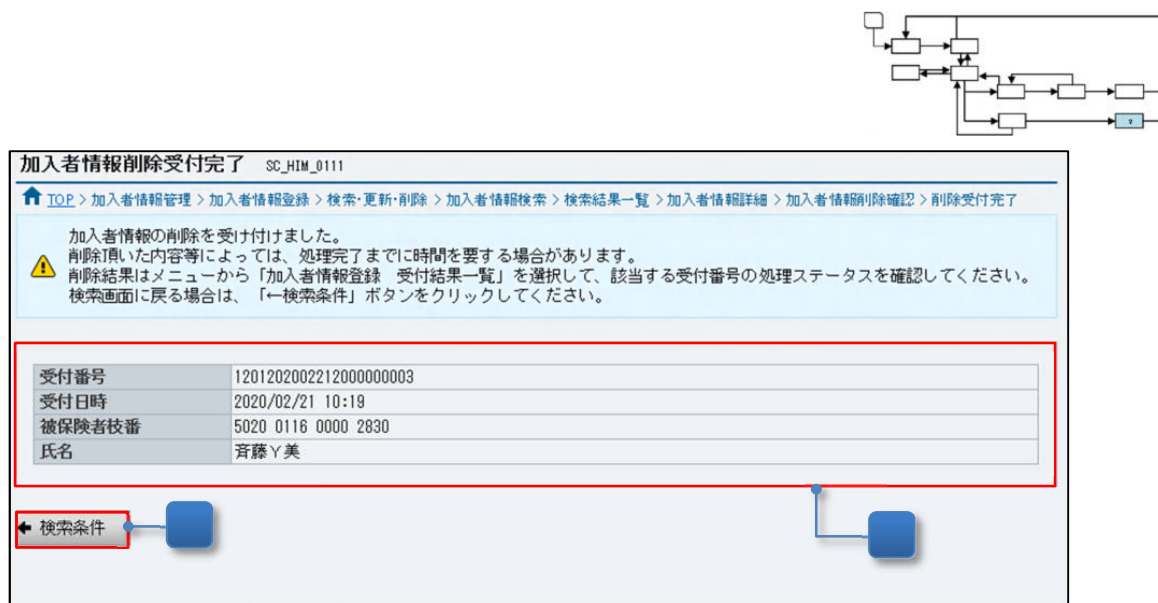 加入者情報削除受付完了 SC_HIM_0111
TOP > 加入者情報管理 > 加入者情報登録 > 検索・更新・削除 > 加入者情報検索 > 検索結果一覧 > 加入者情報詳細 > 加入者情報削除確認 > 削除受付完了
加入者情報の削除を受け付けました。
削除頂いた内容等によっては、処理完了までに時間を要する場合があります。
削除結果はメニューから「加入者情報登録 受付結果一覧」を選択して、該当する受付番号の処理ステータスを確認してください。
検索画面に戻る場合は、「←検索条件」ボタンをクリックしてください。
受付番号 1201202002212000000003
受付日時 2020/02/21 10:19
被保険者枝番 5020 0116 0000 2830
氏名 斉藤Ｙ美
← 検索条件